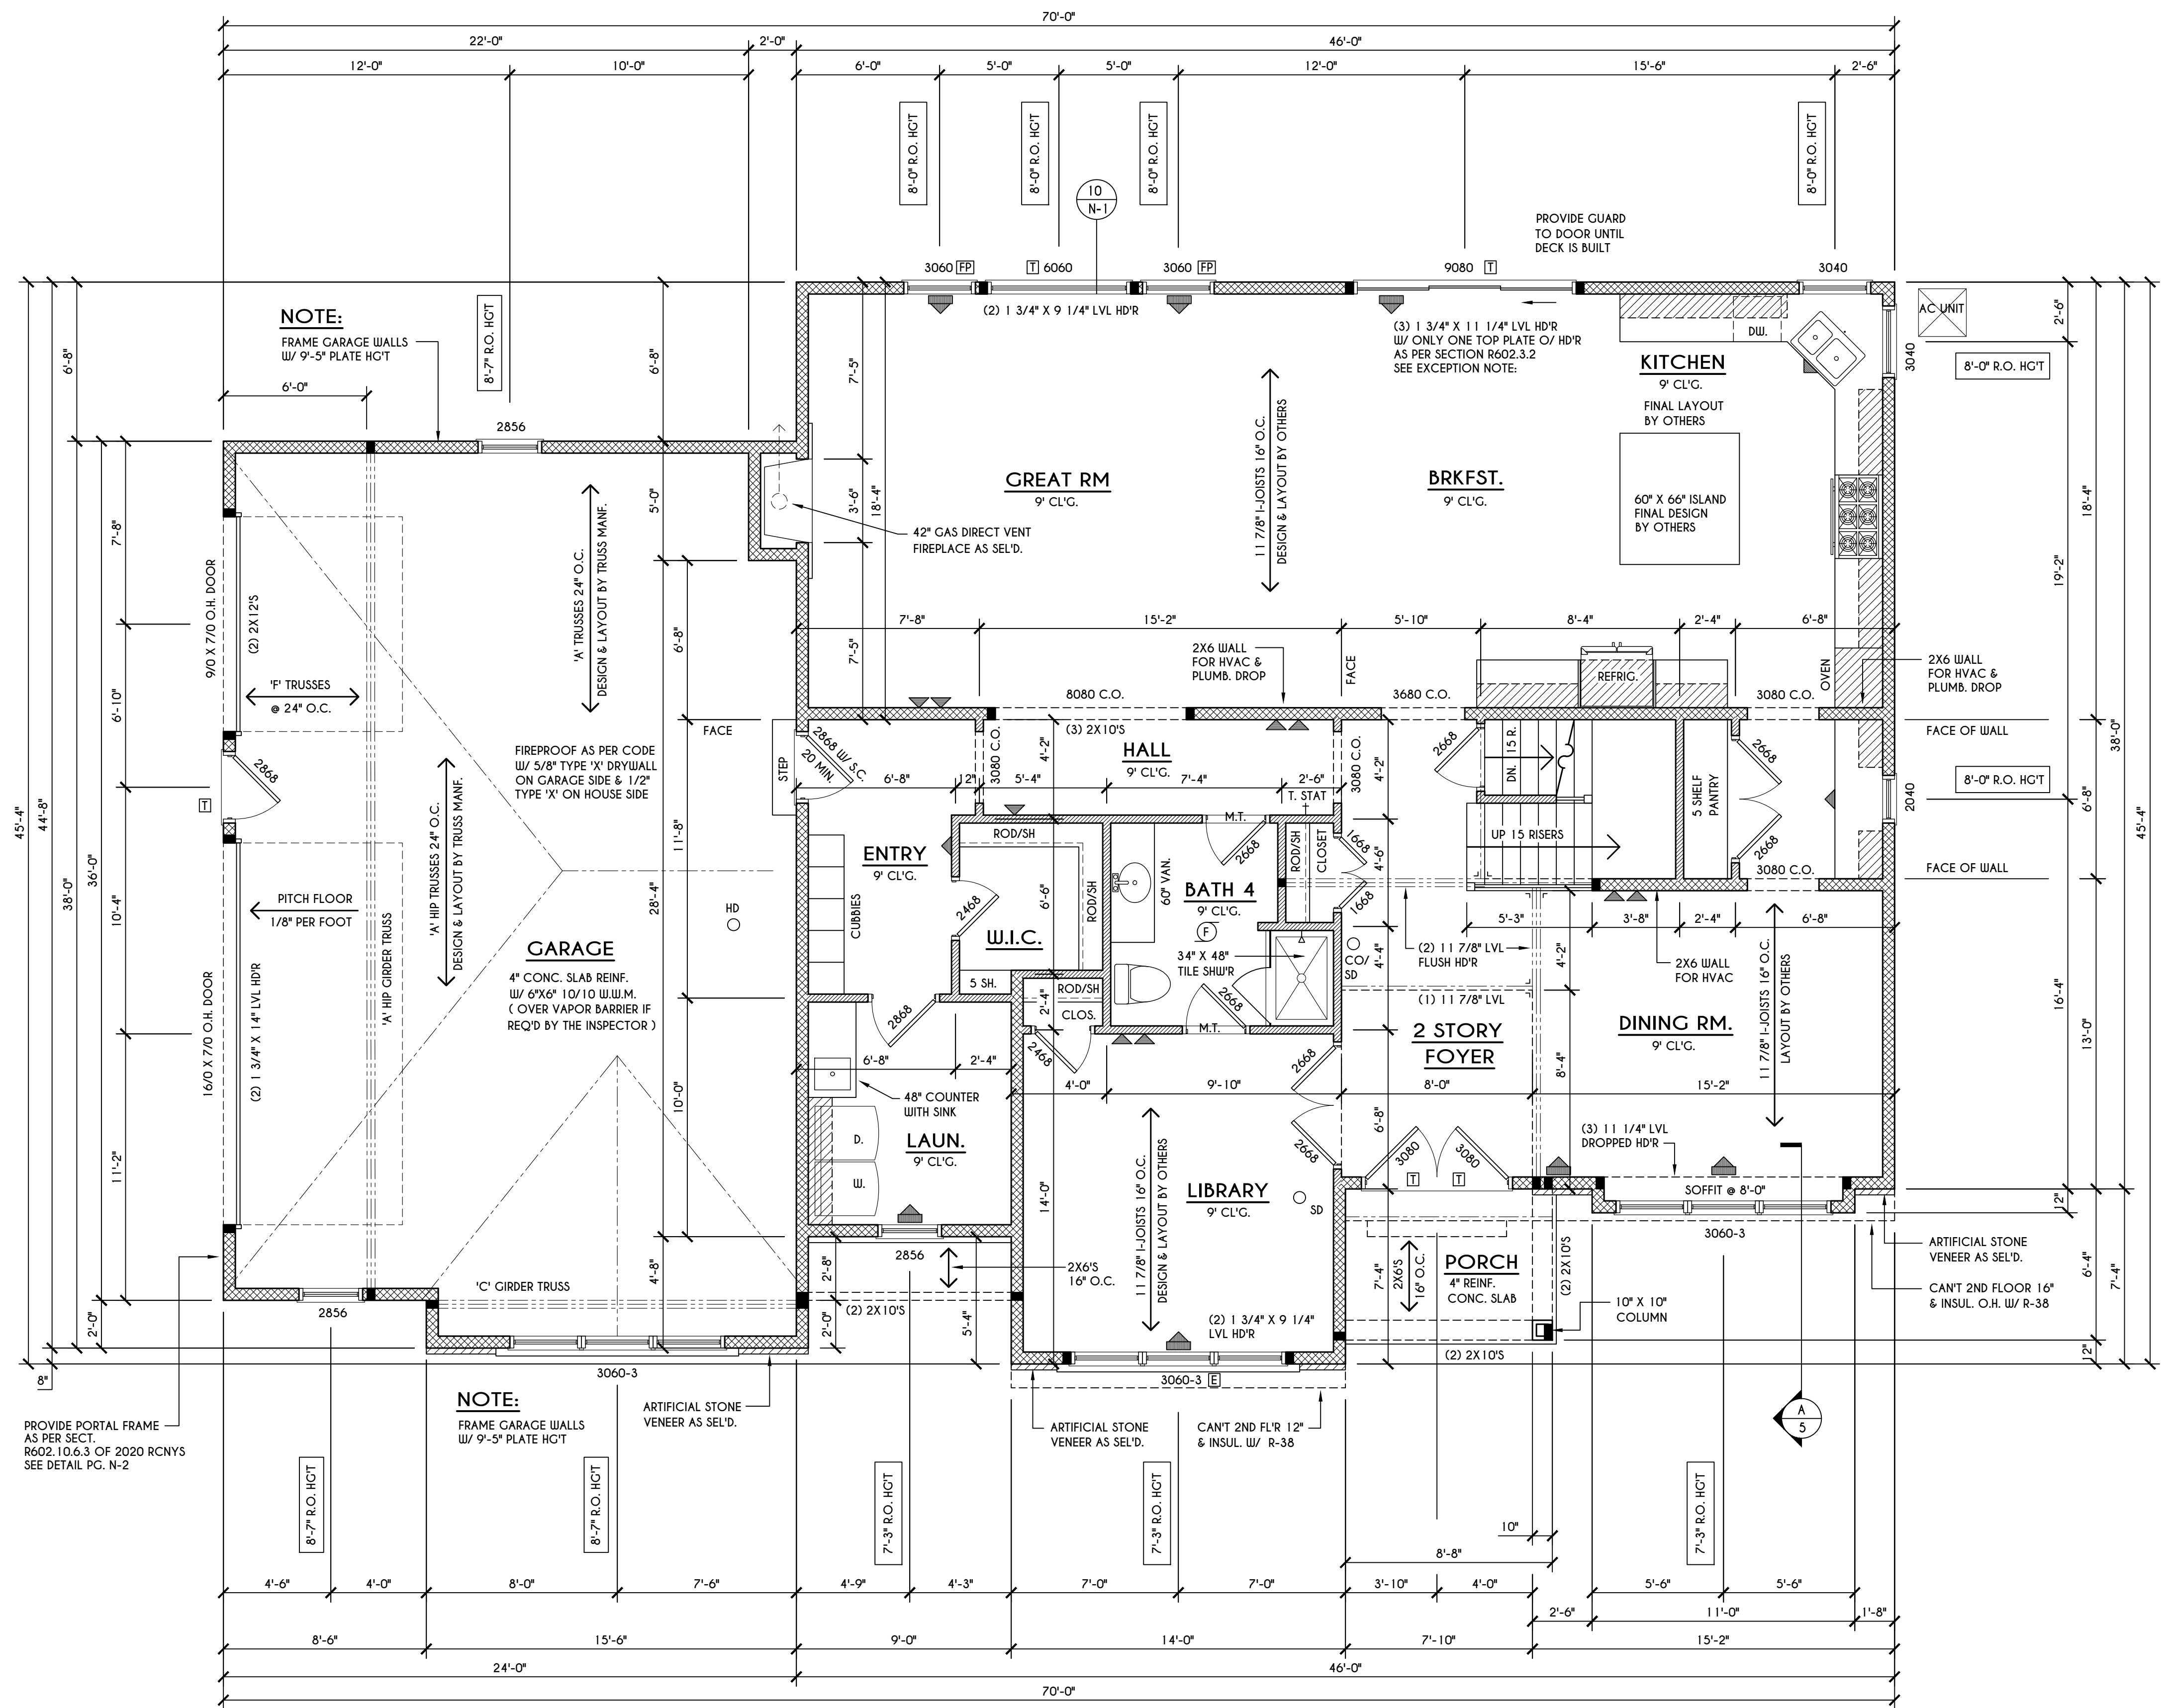 70'-0"
22'-0"
2'-0"
46'-0"
12'-0"
10'-0"
6'-0"
5'-0"
5'-0"
12'-0"
15'-6"
2'-6"
8'-0" R.O. HG'T
8'-0" R.O. HG'T
8'-0" R.O. HG'T
8'-0" R.O. HG'T
10
N-1
PROVIDE GUARD
TO DOOR UNTIL
DECK IS BUILT
3060 FP
T 6060
3060 FP
9080 T
3040
NOTE:
FRAME GARAGE WALLS
W/ 9'-5" PLATE HG'T
8'-7" R.O. HG'T
6'-0"
2856
6'-8"
6'-8"
7'-5"
(2) 1 3/4" X 9 1/4" LVL HD'R
(3) 1 3/4" X 11 1/4" LVL HD'R
W/ ONLY ONE TOP PLATE O/ HD'R
AS PER SECTION R602.3.2
SEE EXCEPTION NOTE:
DW.
KITCHEN
9' CL'G.
FINAL LAYOUT
BY OTHERS
AC UNIT
3040
8'-0" R.O. HG'T
2'-6"
GREAT RM
9' CL'G.
11 7/8" I-JOISTS 16" O.C.
DESIGN & LAYOUT BY OTHERS
BRKFST.
9' CL'G.
60" X 66" ISLAND
FINAL DESIGN
BY OTHERS
42" GAS DIRECT VENT
FIREPLACE AS SEL'D.
3'-6"
18'-4"
7'-5"
5'-0"
18'-4"
19'-2"
38'-0"
45'-4"
45'-4"
44'-8"
38'-0"
36'-0"
7'-8"
6'-10"
10'-4"
11'-2"
2'-0"
8"
9/0 X 7/0 O.H. DOOR
(2) 2X12'S
'F' TRUSSES
@ 24" O.C.
'A' TRUSSES 24" O.C.
DESIGN & LAYOUT BY TRUSS MANF.
6'-8"
7'-8"
15'-2"
5'-10"
8'-4"
2'-4"
6'-8"
2X6 WALL
FOR HVAC &
PLUMB. DROP
FACE
REFRIG.
OVEN
2X6 WALL
FOR HVAC &
PLUMB. DROP
8080 C.O.
3680 C.O.
3080 C.O.
FACE
(3) 2X10'S
FACE OF WALL
FIREPROOF AS PER CODE
W/ 5/8" TYPE 'X' DRYWALL
ON GARAGE SIDE & 1/2"
TYPE 'X' ON HOUSE SIDE
STEP
2868 W/ S.C.
20 MIN.
3080 C.O.
4'-2"
HALL
9' CL'G.
3080 C.O.
4'-2"
2668
DN. 15 R.
2668
2868
T
6'-8"
12"
5'-4"
7'-4"
2'-6"
T. STAT
5 SHELF
PANTRY
2040
8'-0" R.O. HG'T
6'-8"
'A' HIP TRUSSES 24" O.C.
DESIGN & LAYOUT BY TRUSS MANF.
11'-8"
28'-4"
ENTRY
9' CL'G.
CUBBIES
ROD/SH
ROD/SH
6'-6"
M.T.
2668
ROD/SH
CLOSET
1668
1668
4'-6"
UP 15 RISERS
2668
3080 C.O.
FACE OF WALL
60" VAN.
BATH 4
9' CL'G.
F
PITCH FLOOR
1/8" PER FOOT
HD
2468
W.I.C.
5 SH.
34" X 48"
TILE SHW'R
CO/
SD
4'-4"
(2) 11 7/8" LVL
FLUSH HD'R
5'-3"
3'-8"
2'-4"
6'-8"
4'-2"
2X6 WALL
FOR HVAC
GARAGE
4" CONC. SLAB REINF.
W/ 6"X6" 10/10 W.W.M.
( OVER VAPOR BARRIER IF
REQ'D BY THE INSPECTOR )
'A' HIP GIRDER TRUSS
16/0 X 7/0 O.H. DOOR
(2) 1 3/4" X 14" LVL HD'R
2'-4"
ROD/SH
CLOS.
2668
M.T.
(1) 11 7/8" LVL
2 STORY
FOYER
DINING RM.
9' CL'G.
11 7/8" I-JOISTS 16" O.C.
LAYOUT BY OTHERS
16'-4"
13'-0"
2868
2468
2668
8'-4"
6'-8"
2'-4"
4'-0"
9'-10"
8'-0"
15'-2"
10'-0"
48" COUNTER
WITH SINK
D.
W.
LAUN.
9' CL'G.
2668
6'-8"
3080
3080
T
T
(3) 11 1/4" LVL
DROPPED HD'R
14'-0"
11 7/8" I-JOISTS 16" O.C.
DESIGN & LAYOUT BY OTHERS
LIBRARY
9' CL'G.
SD
SOFFIT @ 8'-0"
12"
3060-3
2856
2'-8"
2'-0"
5'-4"
2X6'S
16" O.C.
(2) 2X10'S
4'-8"
'C' GIRDER TRUSS
2856
7'-4"
2X6'S
16" O.C.
PORCH
4" REINF.
CONC. SLAB
(2) 2X10'S
10" X 10"
COLUMN
ARTIFICIAL STONE
VENEER AS SEL'D.
CAN'T 2ND FLOOR 16"
& INSUL. O.H. W/ R-38
6'-4"
7'-4"
12"
(2) 1 3/4" X 9 1/4"
LVL HD'R
(2) 2X10'S
3060-3
3060-3 E
NOTE:
FRAME GARAGE WALLS
W/ 9'-5" PLATE HG'T
ARTIFICIAL STONE
VENEER AS SEL'D.
ARTIFICIAL STONE
VENEER AS SEL'D.
CAN'T 2ND FL'R 12"
& INSUL. W/ R-38
A
5
PROVIDE PORTAL FRAME
AS PER SECT.
R602.10.6.3 OF 2020 RCNYS
SEE DETAIL PG. N-2
8'-7" R.O. HG'T
8'-7" R.O. HG'T
7'-3" R.O. HG'T
7'-3" R.O. HG'T
7'-3" R.O. HG'T
10"
8'-8"
4'-6"
4'-0"
8'-0"
7'-6"
4'-9"
4'-3"
7'-0"
7'-0"
3'-10"
4'-0"
5'-6"
5'-6"
2'-6"
11'-0"
1'-8"
8'-6"
15'-6"
9'-0"
14'-0"
7'-10"
15'-2"
24'-0"
46'-0"
70'-0"